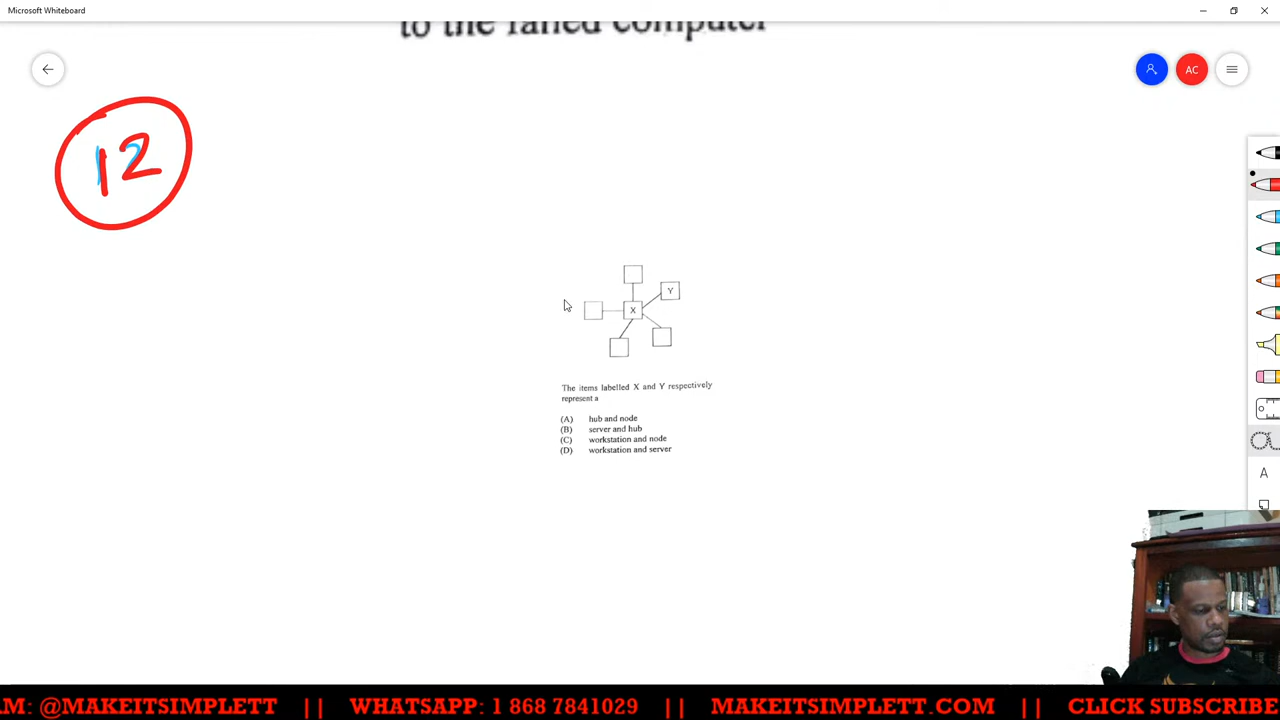 Microsoft Whiteboard
to the failed computer
AC
12
Y
X
The items labelled X and Y respectively
represent a
(A) hub and node
(B) server and hub
(C) workstation and node
(D) workstation and server
A
AM: @MAKEITSIMPLETT || WHATSAPP: 1 868 7841029 || MAKEITSIMPLETT.COM || CLICK SUBSCRIBE